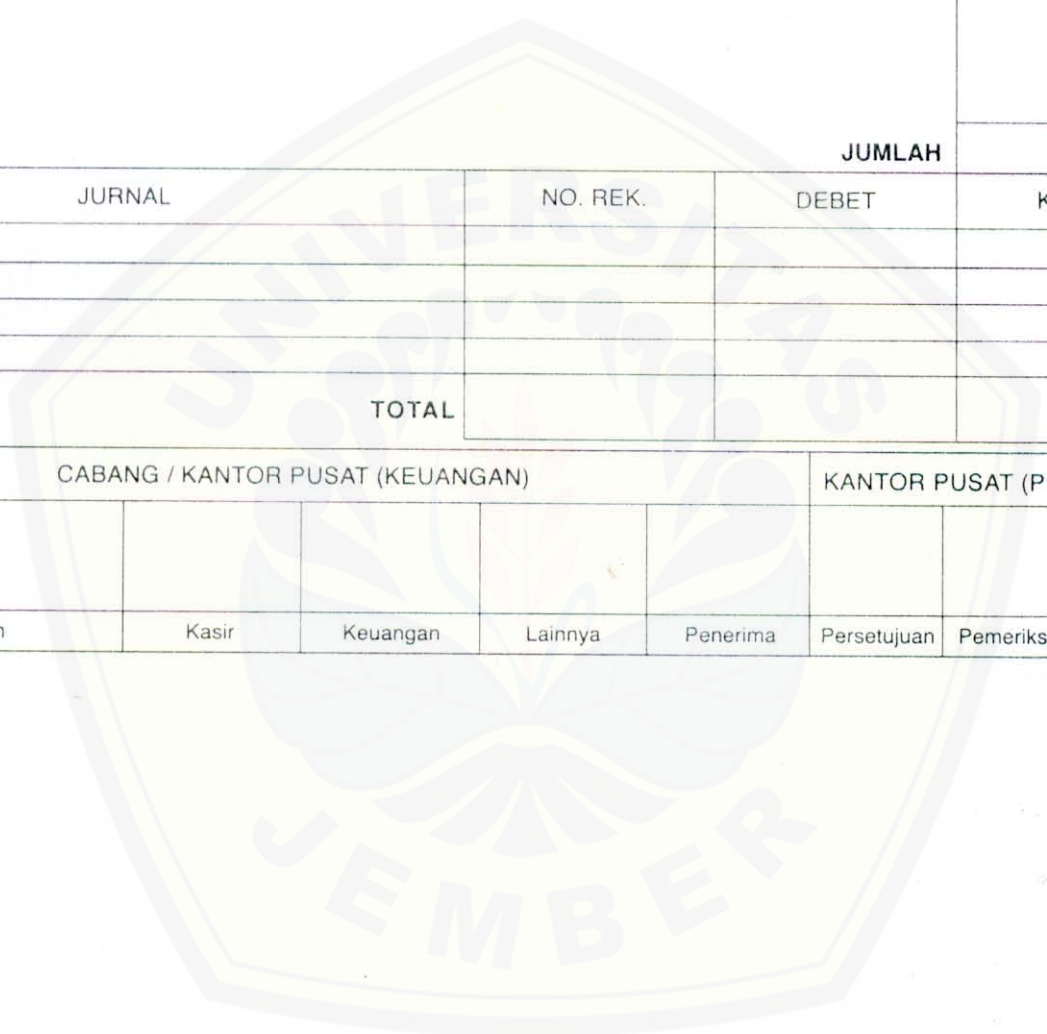 JUMLAH
JURNAL NO. REK. DEBET K
TOTAL
CABANG / KANTOR PUSAT (KEUANGAN) KANTOR PUSAT (P
n Kasir Keuangan Lainnya Penerima Persetujuan Pemeriks
UNIVERSITAS
JEMBER